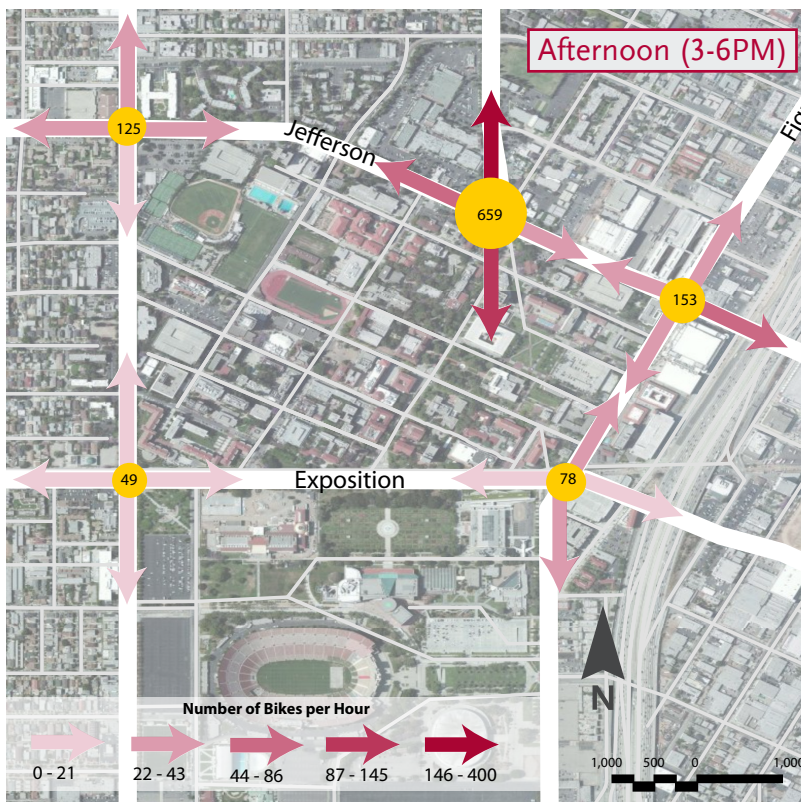 Afternoon (3-6PM)
Fig
125
Jefferson
659
153
49
Exposition
78
N
Number of Bikes per Hour
0 - 21
22 - 43
44 - 86
87 - 145
146 - 400
1,000 500 0 1,000